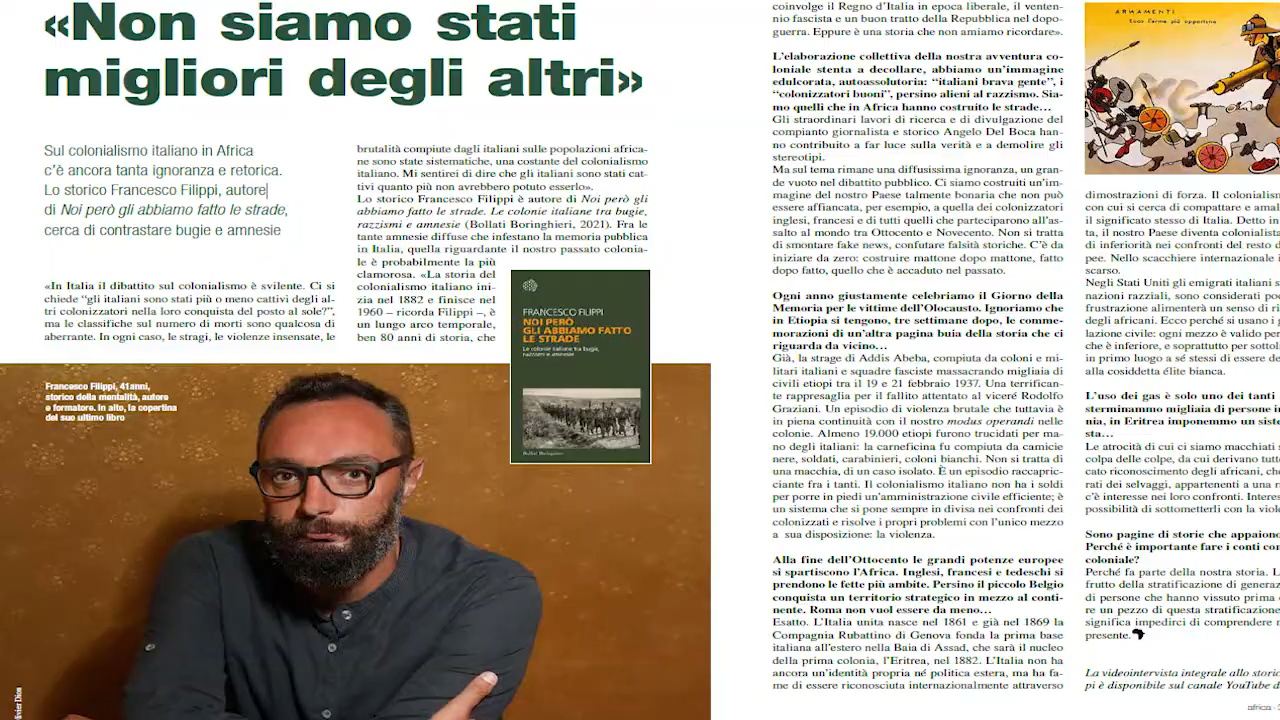 «Non siamo stati
migliori degli altri»
Sul colonialismo italiano in Africa
c'è ancora tanta ignoranza e retorica.
Lo storico Francesco Filippi, autore
di Noi però gli abbiamo fatto le strade,
cerca di contrastare bugie e amnesie
«In Italia il dibattito sul colonialismo è svilente. Ci si
chiede “gli italiani sono stati più o meno cattivi degli al-
tri colonizzatori nella loro conquista del posto al sole?”,
ma le classifiche sul numero di morti sono qualcosa di
aberrante. In ogni caso, le stragi, le violenze insensate, le
brutalità compiute dagli italiani sulle popolazioni africa-
ne sono state sistematiche, una costante del colonialismo
italiano. Mi sentirei di dire che gli italiani sono stati cat-
tivi quanto più non avrebbero potuto esserlo».
Lo storico Francesco Filippi è autore di Noi però gli
abbiamo fatto le strade. Le colonie italiane tra bugie,
razzismi e amnesie (Bollati Boringhieri, 2021). Fra le
tante amnesie diffuse che infestano la memoria pubblica
in Italia, quella riguardante il nostro passato colonia-
le è probabilmente la più
clamorosa. «La storia del
colonialismo italiano ini-
zia nel 1882 e finisce nel
1960 – ricorda Filippi –, è
un lungo arco temporale,
ben 80 anni di storia, che
FRANCESCO FILIPPI
NOI PERÒ
GLI ABBIAMO FATTO
LE STRADE
Le colonie italiane tra bugie,
razzismi e amnesie
Bollati Boringhieri
Francesco Filippi, 41anni,
storico della mentalità, autore
e formatore. In alto, la copertina
del suo ultimo libro
livier Dion
coinvolge il Regno d'Italia in epoca liberale, il venten-
nio fascista e un buon tratto della Repubblica nel dopo-
guerra. Eppure è una storia che non amiamo ricordare».
L'elaborazione collettiva della nostra avventura co-
loniale stenta a decollare, abbiamo un'immagine
edulcorata, autoassolutoria: “italiani brava gente”, i
“colonizzatori buoni”, persino alieni al razzismo. Sia-
mo quelli che in Africa hanno costruito le strade…
Gli straordinari lavori di ricerca e di divulgazione del
compianto giornalista e storico Angelo Del Boca han-
no contribuito a far luce sulla verità e a demolire gli
stereotipi.
Ma sul tema rimane una diffusissima ignoranza, un gran-
de vuoto nel dibattito pubblico. Ci siamo costruiti un'im-
magine del nostro Paese talmente bonaria che non può
essere affiancata, per esempio, a quella dei colonizzatori
inglesi, francesi e di tutti quelli che parteciparono all'as-
salto al mondo tra Ottocento e Novecento. Non si tratta
di smontare fake news, confutare falsità storiche. C'è da
iniziare da zero: costruire mattone dopo mattone, fatto
dopo fatto, quello che è accaduto nel passato.
Ogni anno giustamente celebriamo il Giorno della
Memoria per le vittime dell'Olocausto. Ignoriamo che
in Etiopia si tengono, tre settimane dopo, le comme-
morazioni di un'altra pagina buia della storia che ci
riguarda da vicino…
Già, la strage di Addis Abeba, compiuta da coloni e mi-
litari italiani e squadre fasciste massacrando migliaia di
civili etiopi tra il 19 e 21 febbraio 1937. Una terrifican-
te rappresaglia per il fallito attentato al viceré Rodolfo
Graziani. Un episodio di violenza brutale che tuttavia è
in piena continuità con il nostro modus operandi nelle
colonie. Almeno 19.000 etiopi furono trucidati per ma-
no degli italiani: la carneficina fu compiuta da camicie
nere, soldati, carabinieri, coloni bianchi. Non si tratta di
una macchia, di un caso isolato. È un episodio raccapric-
ciante fra i tanti. Il colonialismo italiano non ha i soldi
per porre in piedi un'amministrazione civile efficiente; è
un sistema che si pone sempre in divisa nei confronti dei
colonizzati e risolve i propri problemi con l'unico mezzo
a sua disposizione: la violenza.
Alla fine dell'Ottocento le grandi potenze europee
si spartiscono l'Africa. Inglesi, francesi e tedeschi si
prendono le fette più ambite. Persino il piccolo Belgio
conquista un territorio strategico in mezzo al conti-
nente. Roma non vuol essere da meno…
Esatto. L'Italia unita nasce nel 1861 e già nel 1869 la
Compagnia Rubattino di Genova fonda la prima base
italiana all'estero nella Baia di Assad, che sarà il nucleo
della prima colonia, l'Eritrea, nel 1882. L'Italia non ha
ancora un'identità propria né politica estera, ma ha fa-
me di essere riconosciuta internazionalmente attraverso
ARMAMENTI
Ecco l'arma più opportuna
dimostrazioni di forza. Il colonialism
con cui si cerca di compattare e amal
il significato stesso di Italia. Detto in
ta, il nostro Paese diventa colonialista
di inferiorità nei confronti del resto d
pee. Nello scacchiere internazionale i
scarso.
Negli Stati Uniti gli emigrati italiani s
nazioni razziali, sono considerati poc
frustrazione alimenterà un senso di ri
degli africani. Ecco perché si usano i g
lazione civile: ogni mezzo è valido per
che è inferiore, e soprattutto per sottoli
in primo luogo a sé stessi di essere de
alla cosiddetta élite bianca.
L'uso dei gas è solo uno dei tanti
sterminammo migliaia di persone in
nia, in Eritrea imponemmo un siste
sta…
Le atrocità di cui ci siamo macchiati s
colpa delle colpe, da cui derivano tutte
cato riconoscimento degli africani, che
rati dei selvaggi, appartenenti a una r
c'è interesse nei loro confronti. Interes
possibilità di sottometterli con la viole
Sono pagine di storie che appaiono
Perché è importante fare i conti con
coloniale?
Perché fa parte della nostra storia. L
frutto della stratificazione di generaz
di persone che hanno vissuto prima d
re un pezzo di questa stratificazione
significa impedirci di comprendere n
presente.
La videointervista integrale allo storic
pi è disponibile sul canale YouTube d
africa · 2